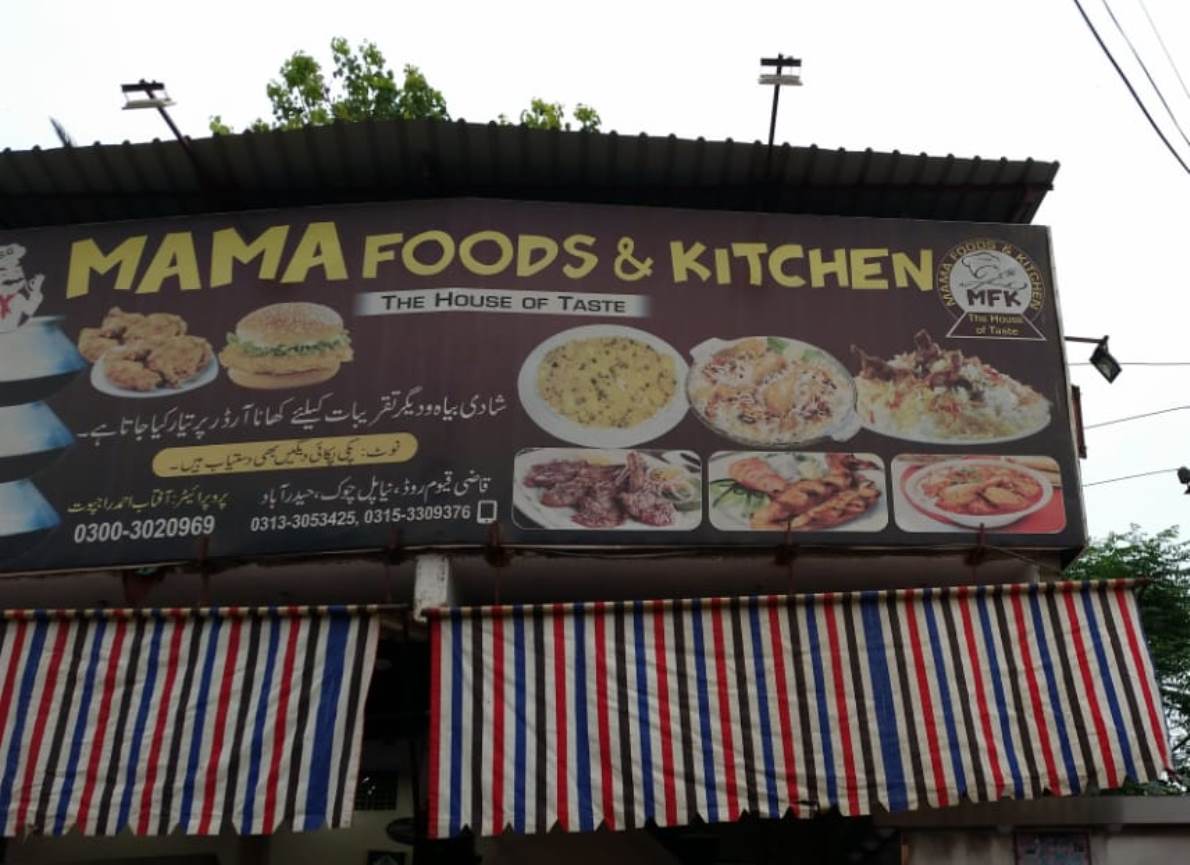 MAMA FOODS & KITCHEN
THE HOUSE OF TASTE
MAMA FOODS & KITCHEN
MFK
The House
of Taste
شادی بیاہ و دیگر تقریبات کیلئے کھانا آرڈر پر تیار کیا جاتا ہے۔
نوٹ: پکی پکائی دیگیں بھی دستیاب ہیں۔
پروپرائیٹر: آفتاب احمد راجپوت
0300-3020969
قاضی قیوم روڈ، نیا پل چوک، حیدرآباد
0313-3053425, 0315-3309376